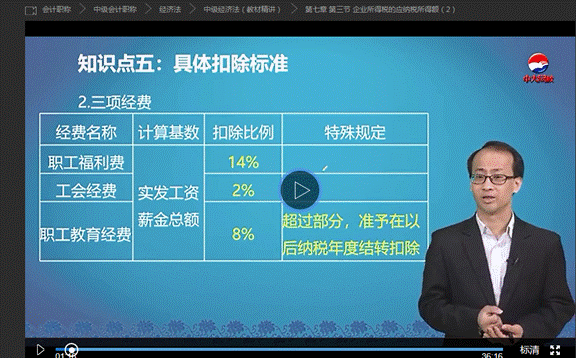 会计职称 > 中级会计职称 > 经济法 > 中级经济法（教材精讲） > 第七章 第三节 企业所得税的应纳税所得额（2）
知识点五：具体扣除标准
2.三项经费
经费名称 计算基数 扣除比例 特殊规定
职工福利费 14%
工会经费 2%
实发工资
薪金总额
职工教育经费 8%
超过部分，准予在以
后纳税年度结转扣除
36:16 标清